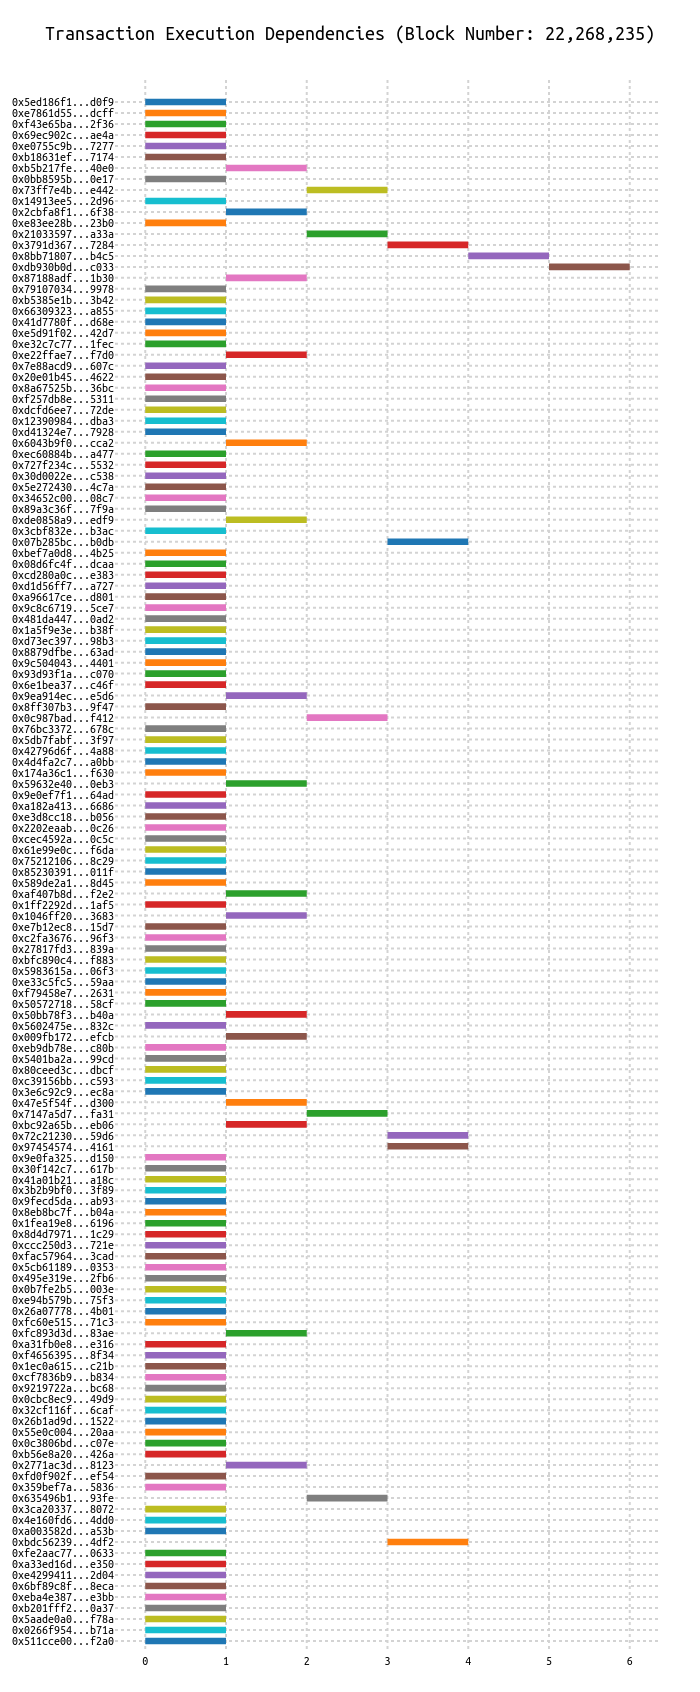 Transaction Execution Dependencies (Block Number: 22,268,235)
0x5ed186f1...d0f9
0xe7861d55...dcff
0xf43e65ba...2f36
0x69ec902c...ae4a
0xe0755c9b...7277
0xb18631ef...7174
0xb5b217fe...40e0
0x0bb8595b...0e17
0x73ff7e4b...e442
0x14913ee5...2d96
0x2cbfa8f1...6f38
0xe83ee28b...23b0
0x21033597...a33a
0x3791d367...7284
0x8bb71807...b4c5
0xdb930b0d...c033
0x87188adf...1b30
0x79107034...9978
0xb5385e1b...3b42
0x66309323...a855
0x41d7780f...d68e
0xe5d91f02...42d7
0xe32c7c77...1fec
0xe22ffae7...f7d0
0x7e88acd9...607c
0x20e01b45...4622
0x8a67525b...36bc
0xf257db8e...5311
0xdcfd6ee7...72de
0x12390984...dba3
0xd41324e7...7928
0x6043b9f0...cca2
0xec60884b...a477
0x727f234c...5532
0x30d0022e...c538
0x5e272430...4c7a
0x34652c00...08c7
0x89a3c36f...7f9a
0xde0858a9...edf9
0x3cbf832e...b3ac
0x07b285bc...b0db
0xbef7a0d8...4b25
0x08d6fc4f...dcaa
0xcd280a0c...e383
0xd1d56ff7...a727
0xa96617ce...d801
0x9c8c6719...5ce7
0x481da447...0ad2
0x1a5f9e3e...b38f
0xd73ec397...98b3
0x8879dfbe...63ad
0x9c504043...4401
0x93d93f1a...c070
0x6e1bea37...c46f
0x9ea914ec...e5d6
0x8ff307b3...9f47
0x0c987bad...f412
0x76bc3372...678c
0x5db7fabf...3f97
0x42796d6f...4a88
0x4d4fa2c7...a0bb
0x174a36c1...f630
0x59632e40...0eb3
0x9e0ef7f1...64ad
0xa182a413...6686
0xe3d8cc18...b056
0x2202eaab...0c26
0xcec4592a...0c5c
0x61e99e0c...f6da
0x75212106...8c29
0x85230391...011f
0x589de2a1...8d45
0xaf407b8d...f2e2
0x1ff2292d...1af5
0x1046ff20...3683
0xe7b12ec8...15d7
0xc2fa3676...96f3
0x27817fd3...839a
0xbfc890c4...f883
0x5983615a...06f3
0xe33c5fc5...59aa
0xf79458e7...2631
0x50572718...58cf
0x50bb78f3...b40a
0x5602475e...832c
0x009fb172...efcb
0xeb9db78e...c80b
0x5401ba2a...99cd
0x80ceed3c...dbcf
0xc39156bb...c593
0x3e6c92c9...ec8a
0x47e5f54f...d300
0x7147a5d7...fa31
0xbc92a65b...eb06
0x72c21230...59d6
0x97454574...4161
0x9e0fa325...d150
0x30f142c7...617b
0x41a01b21...a18c
0x3b2b9bf0...3f89
0x9fecd5da...ab93
0x8eb8bc7f...b04a
0x1fea19e8...6196
0x8d4d7971...1c29
0xccc250d3...721e
0xfac57964...3cad
0x5cb61189...0353
0x495e319e...2fb6
0x0b7fe2b5...003e
0xe94b579b...75f3
0x26a07778...4b01
0xfc60e515...71c3
0xfc893d3d...83ae
0xa31fb0e8...e316
0xf4656395...8f34
0x1ec0a615...c21b
0xcf7836b9...b834
0x9219722a...bc68
0x0cbc8ec9...49d9
0x32cf116f...6caf
0x26b1ad9d...1522
0x55e0c004...20aa
0x0c3806bd...c07e
0xb56e8a20...426a
0x2771ac3d...8123
0xfd0f902f...ef54
0x359bef7a...5836
0x635496b1...93fe
0x3ca20337...8072
0x4e160fd6...4dd0
0xa003582d...a53b
0xbdc56239...4df2
0xfe2aac77...0633
0xa33ed16d...e350
0xe4299411...2d04
0x6bf89c8f...8eca
0xeba4e387...e3bb
0xb201fff2...0a37
0x5aade0a0...f78a
0x0266f954...b71a
0x511cce00...f2a0
0 1 2 3 4 5 6